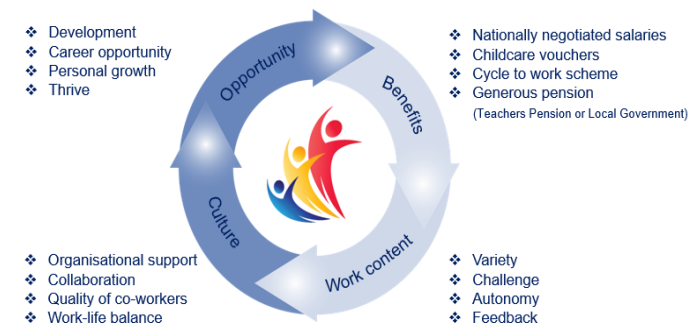 ❖ Development
❖ Career opportunity
❖ Personal growth
❖ Thrive
Opportunity
Benefits
❖ Nationally negotiated salaries
❖ Childcare vouchers
❖ Cycle to work scheme
❖ Generous pension
(Teachers Pension or Local Government)
Culture
Work content
❖ Organisational support
❖ Collaboration
❖ Quality of co-workers
❖ Work-life balance
❖ Variety
❖ Challenge
❖ Autonomy
❖ Feedback